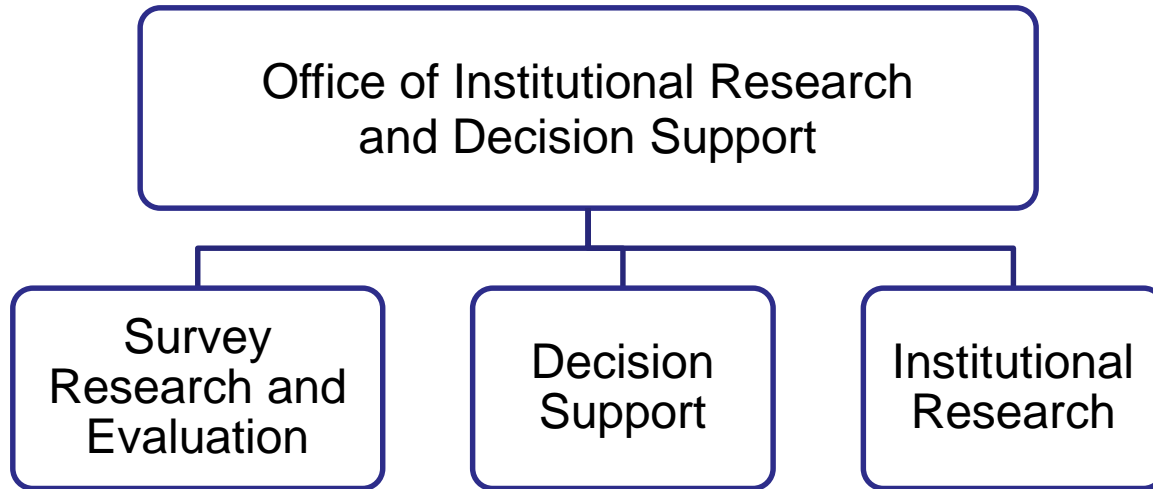 Office of Institutional Research
and Decision Support
Survey
Research and
Evaluation
Decision
Support
Institutional
Research